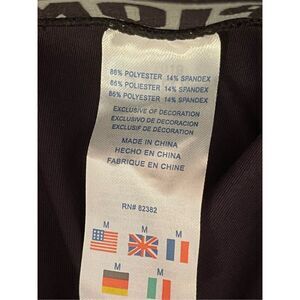 86% POLYESTER 14% SPANDEX
86% POLYESTER 14% SPANDEX
86% POLYESTER 14% SPANDEX
EXCLUSIVE OF DECORATION
EXCLUSIVO DE DECORACION
EXCLUSIF DE DÉCORATION
MADE IN CHINA
HECHO EN CHINA
FABRIQUE EN CHINE
RN# 82382
M M M
M M